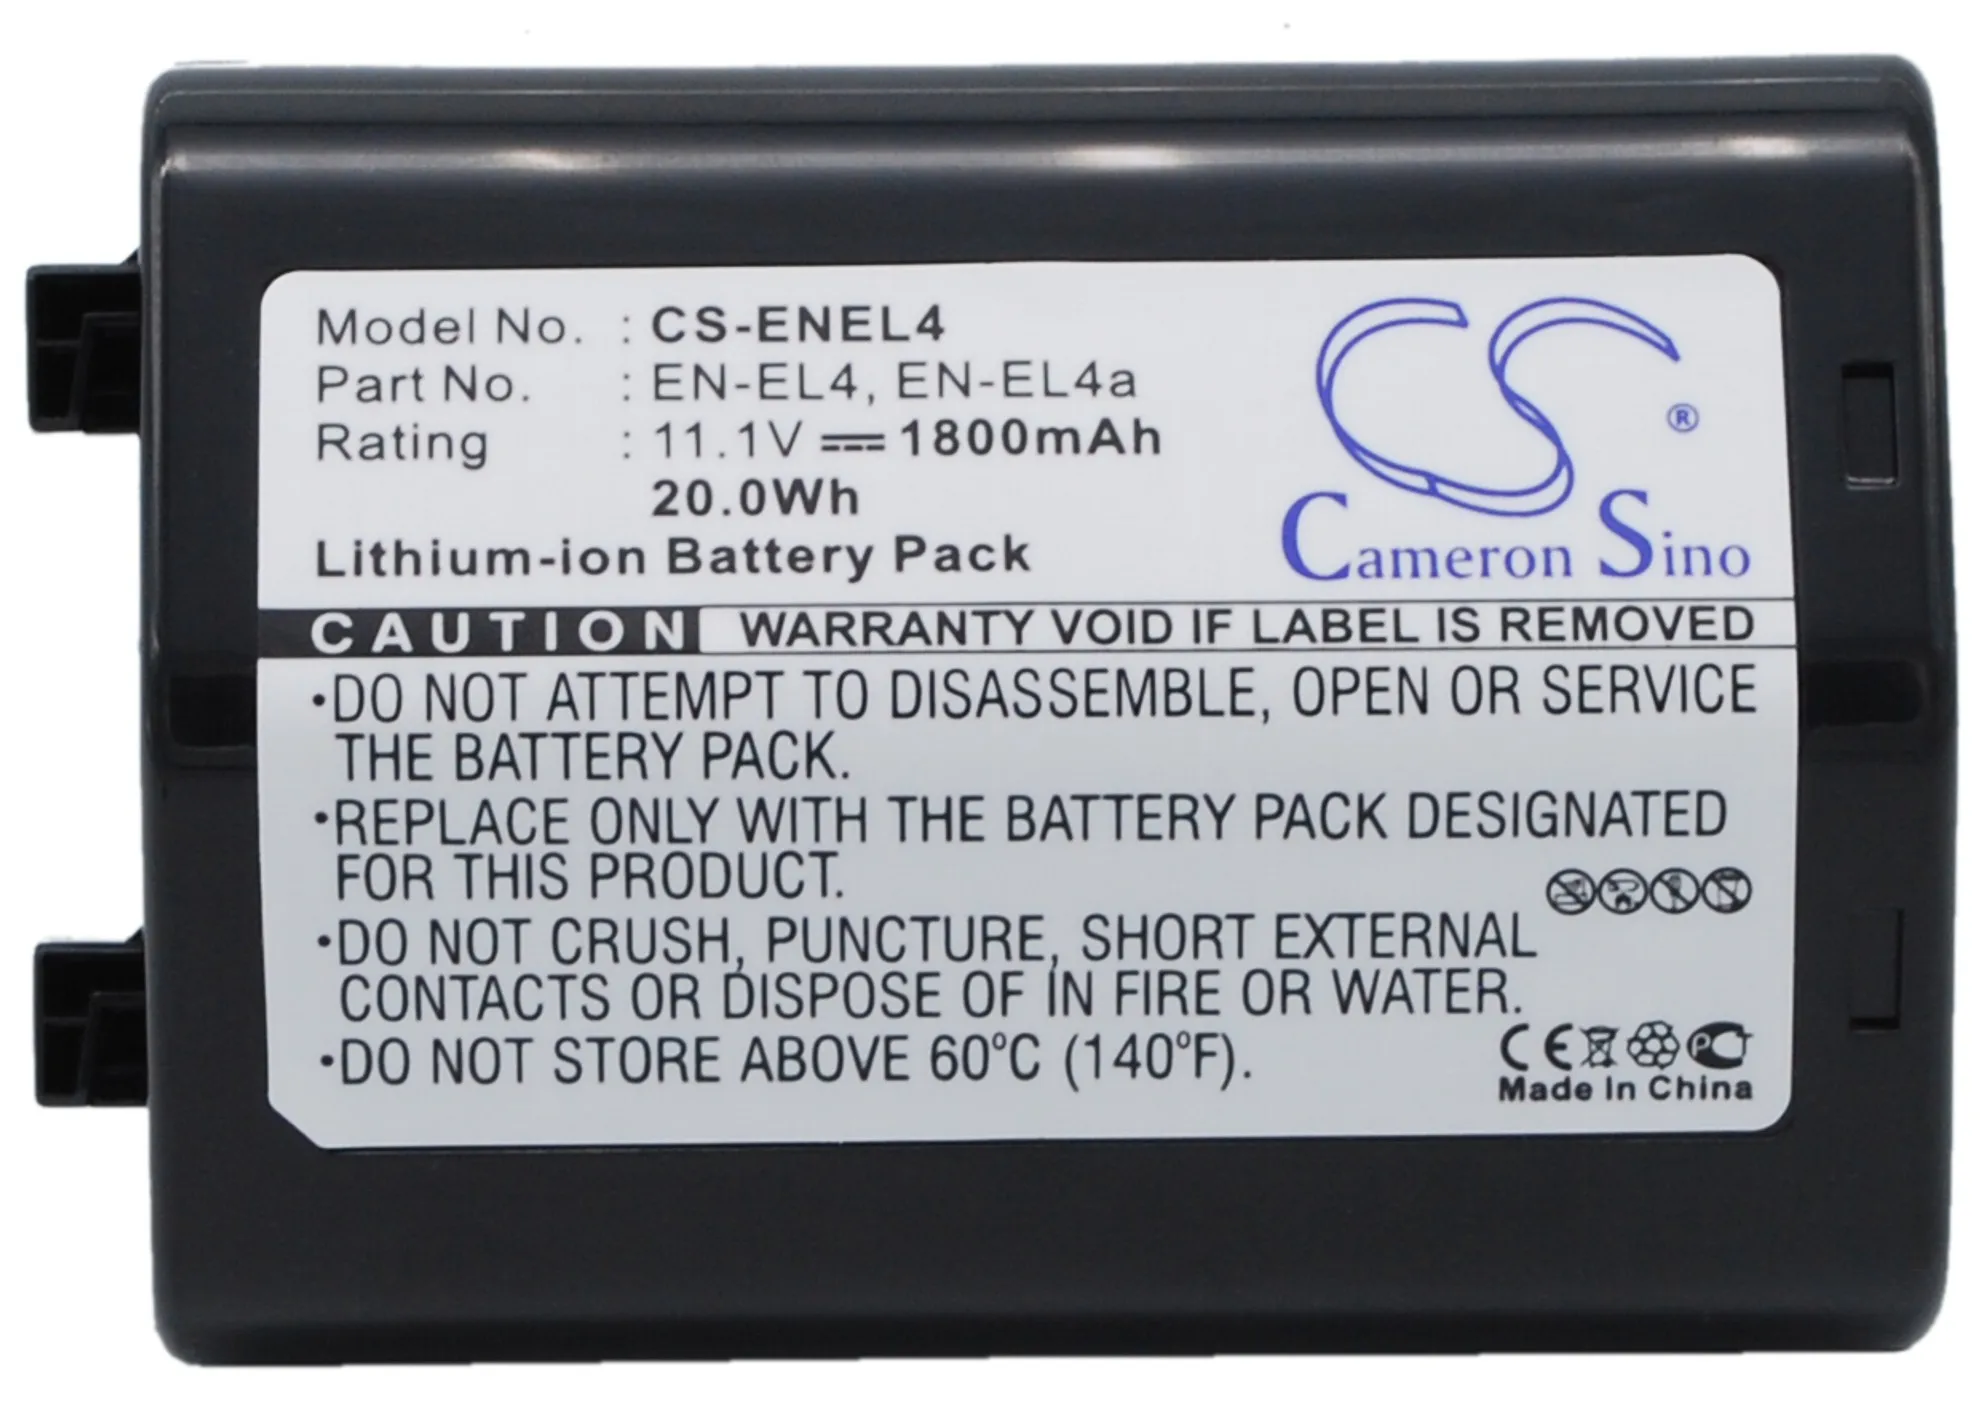 Model No. : CS-ENEL4
Part No. : EN-EL4, EN-EL4a
Rating : 11.1V 1800mAh
20.0Wh
Lithium-ion Battery Pack
CS ®
Cameron Sino
CAUTION WARRANTY VOID IF LABEL IS REMOVED
•DO NOT ATTEMPT TO DISASSEMBLE, OPEN OR SERVICE
THE BATTERY PACK.
•REPLACE ONLY WITH THE BATTERY PACK DESIGNATED
FOR THIS PRODUCT.
•DO NOT CRUSH, PUNCTURE, SHORT EXTERNAL
CONTACTS OR DISPOSE OF IN FIRE OR WATER.
•DO NOT STORE ABOVE 60°C (140°F).
CE PC
Made In China